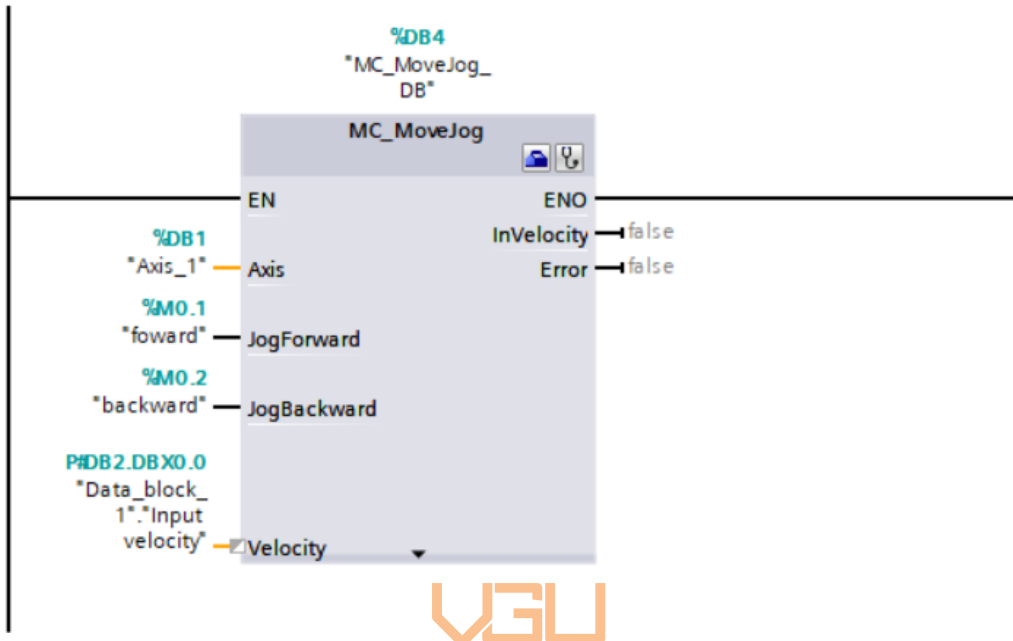 %DB4
"MC_MoveJog_
DB"
MC_MoveJog
EN
ENO
%DB1
"Axis_1"
Axis
InVelocity
false
Error
false
%M0.1
"foward"
JogForward
%M0.2
"backward"
JogBackward
P#DB2.DBX0.0
"Data_block_
1"."Input
velocity"
Velocity
VGU